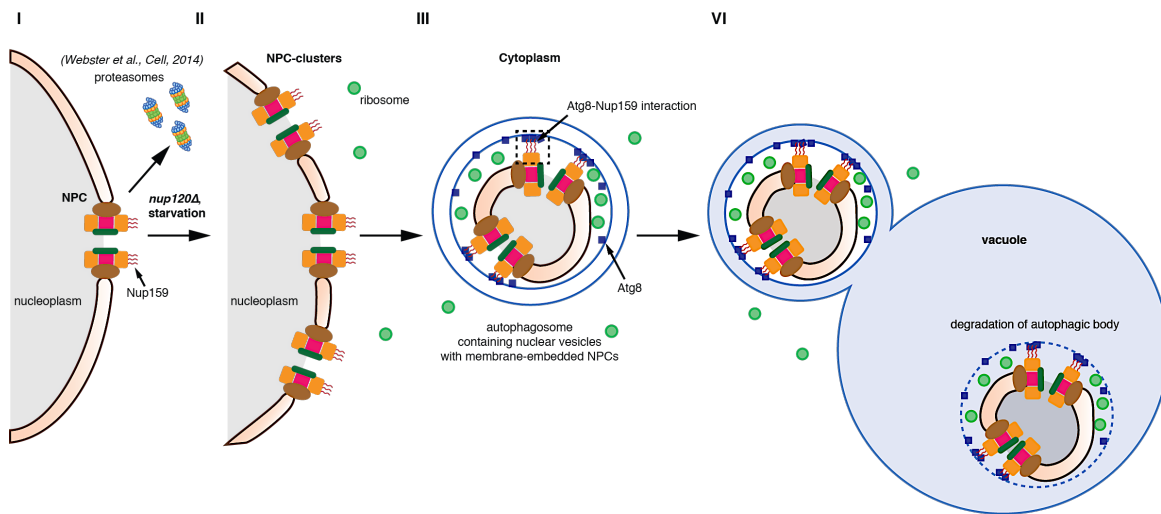 I
II
III
VI
(Webster et al., Cell, 2014)
proteasomes
NPC
nup120Δ,
starvation
Nup159
nucleoplasm
NPC-clusters
ribosome
nucleoplasm
Cytoplasm
Atg8-Nup159 interaction
Atg8
autophagosome
containing nuclear vesicles
with membrane-embedded NPCs
vacuole
degradation of autophagic body